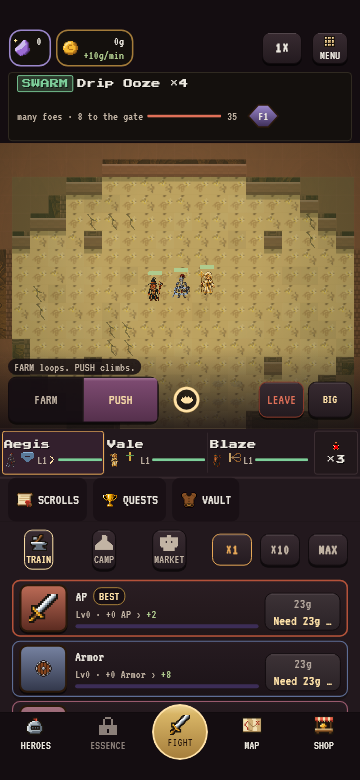 0
0g
+10g/min
1X
MENU
SWARM Drip Ooze ×4
many foes · 8 to the gate 35 F1
FARM loops. PUSH climbs.
FARM PUSH LEAVE BIG
Aegis Vale Blaze
L1 L1 L1 ×3
SCROLLS QUESTS VAULT
TRAIN CAMP MARKET X1 X10 MAX
AP BEST
Lv0 · +0 AP › +2
23g
Need 23g …
Armor
Lv0 · +0 Armor › +8
23g
Need 23g …
HEROES ESSENCE FIGHT MAP SHOP